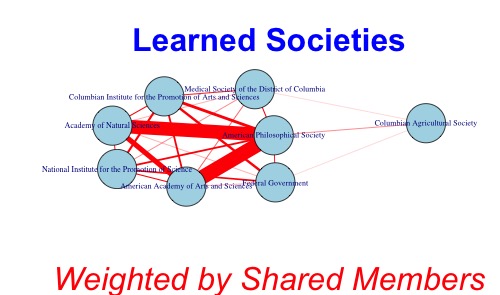 Learned Societies
Medical Society of the District of Columbia
Columbian Institute for the Promotion of Arts and Sciences
Columbian Agricultural Society
Academy of Natural Sciences
American Philosophical Society
National Institute for the Promotion of Science
Federal Government
American Academy of Arts and Sciences
Weighted by Shared Members